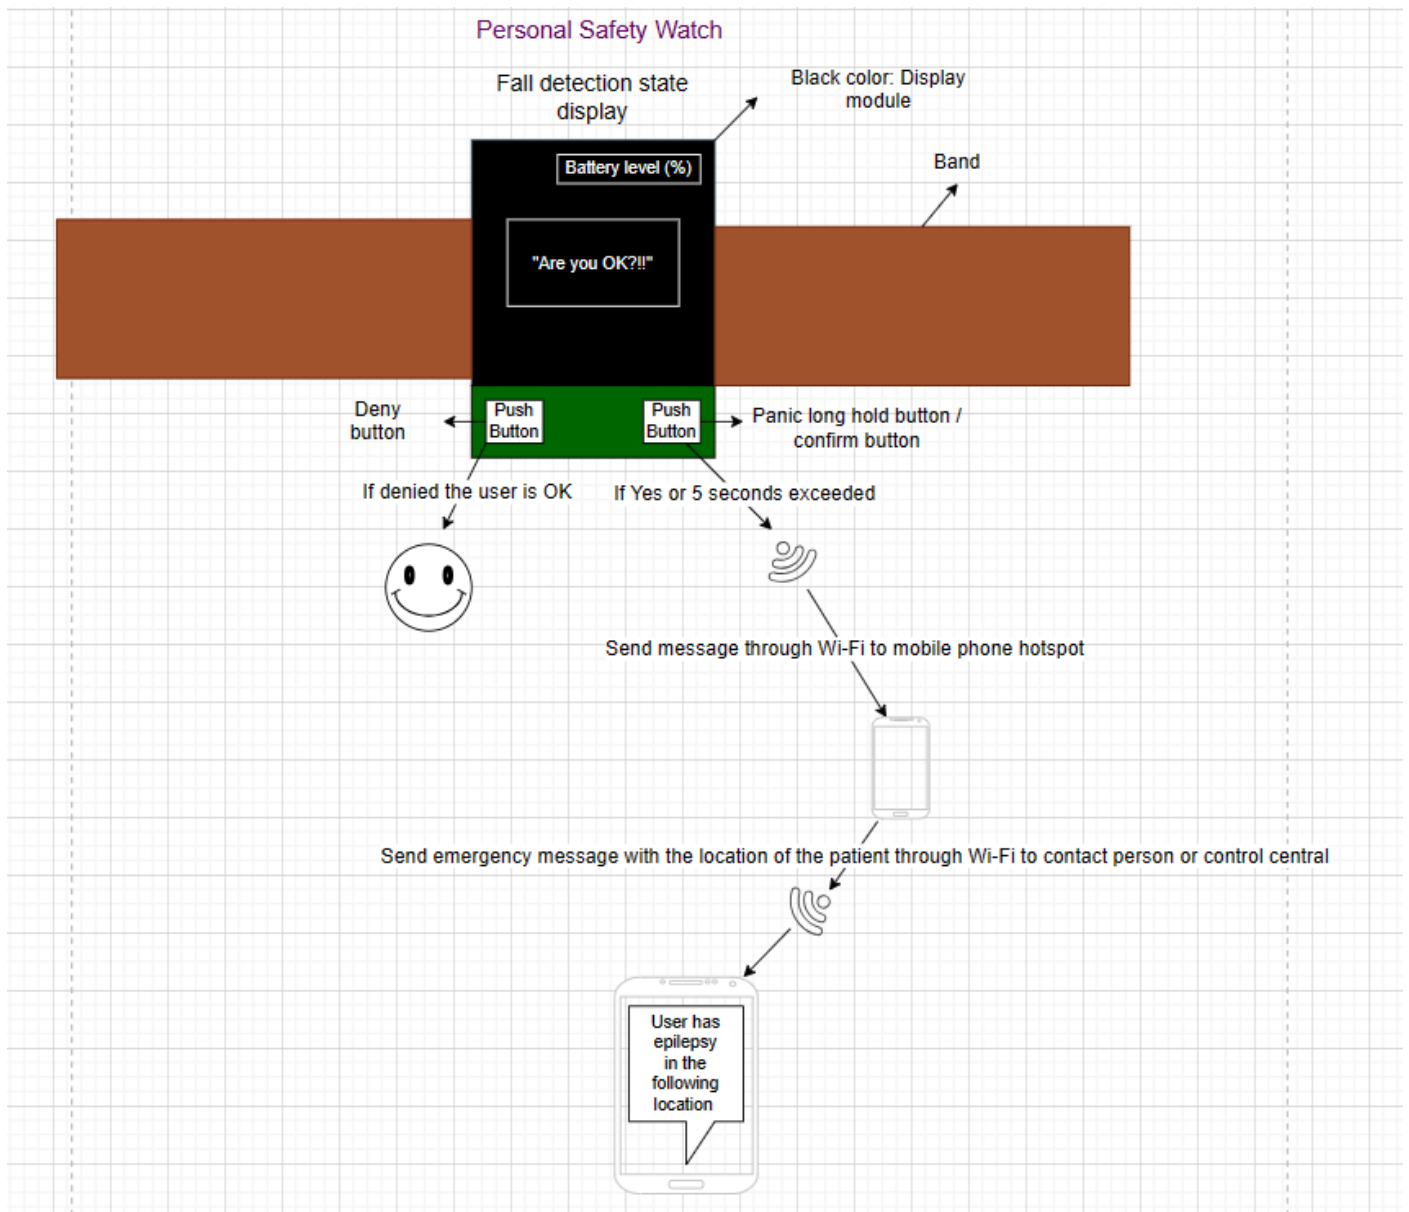 Personal Safety Watch
Fall detection state
display
Black color: Display
module
Battery level (%)
Band
"Are you OK?!!"
Deny
button
Push
Button
Push
Button
Panic long hold button /
confirm button
If denied the user is OK
If Yes or 5 seconds exceeded
Send message through Wi-Fi to mobile phone hotspot
Send emergency message with the location of the patient through Wi-Fi to contact person or control central
User has
epilepsy
in the
following
location